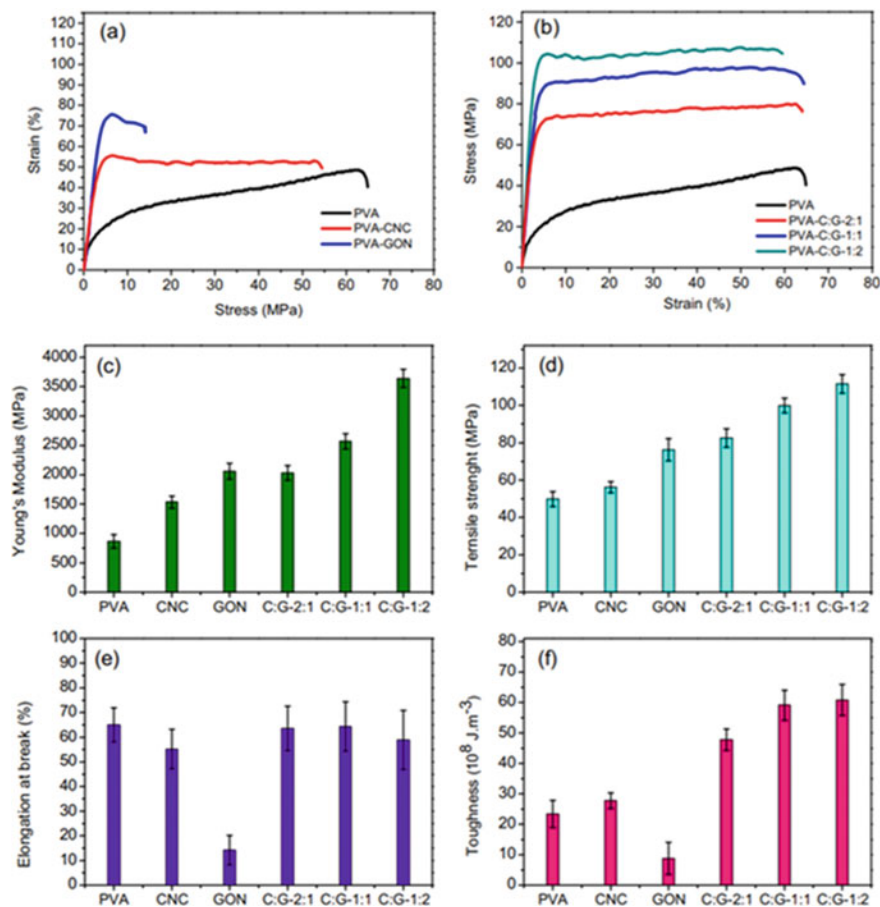 (a)
Strain (%)
120
110
100
90
80
70
60
50
40
30
20
10
0
0 10 20 30 40 50 60 70 80
Stress (MPa)
PVA
PVA-CNC
PVA-GON
(b)
Stress (MPa)
120
100
80
60
40
20
0
0 10 20 30 40 50 60 70 80
Strain (%)
PVA
PVA-C:G-2:1
PVA-C:G-1:1
PVA-C:G-1:2
(c)
Young's Modulus (MPa)
4000
3500
3000
2500
2000
1500
1000
500
0
PVA CNC GON C:G-2:1 C:G-1:1 C:G-1:2
(d)
Ternsile strenght (MPa)
120
100
80
60
40
20
0
PVA CNC GON C:G-2:1 C:G-1:1 C:G-1:2
(e)
Elongation at break (%)
100
90
80
70
60
50
40
30
20
10
0
PVA CNC GON C:G-2:1 C:G-1:1 C:G-1:2
(f)
Toughness (10⁸ J.m⁻³)
80
70
60
50
40
30
20
10
0
PVA CNC GON C:G-2:1 C:G-1:1 C:G-1:2